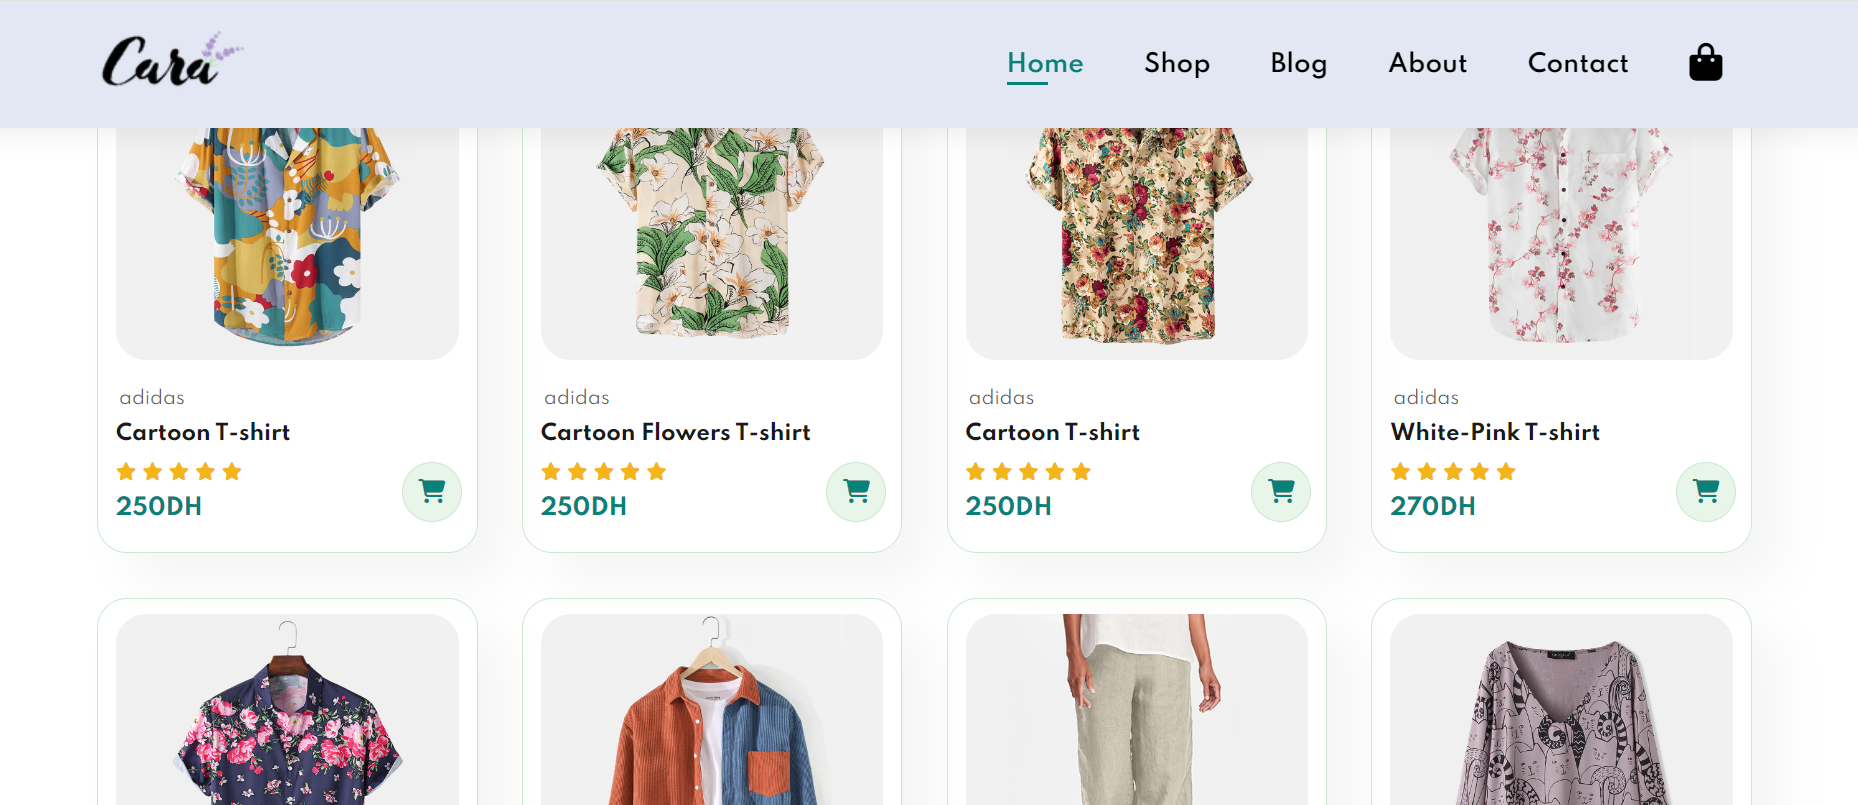 Cara
Home Shop Blog About Contact
adidas
Cartoon T-shirt
250DH
adidas
Cartoon Flowers T-shirt
250DH
adidas
Cartoon T-shirt
250DH
adidas
White-Pink T-shirt
270DH